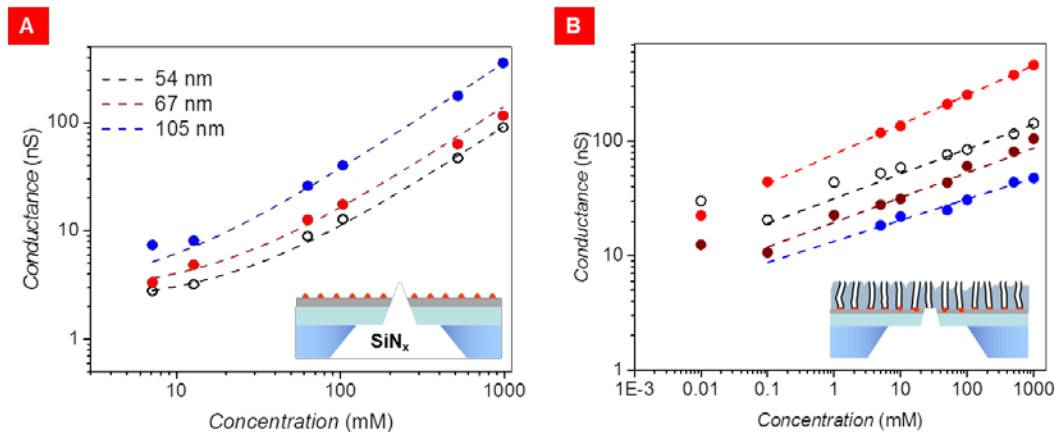 A
54 nm
67 nm
105 nm
Conductance (nS)
100
10
1
SiNₓ
10
100
1000
Concentration (mM)
B
Conductance (nS)
100
10
1
1E-3
0.01
0.1
1
10
100
1000
Concentration (mM)